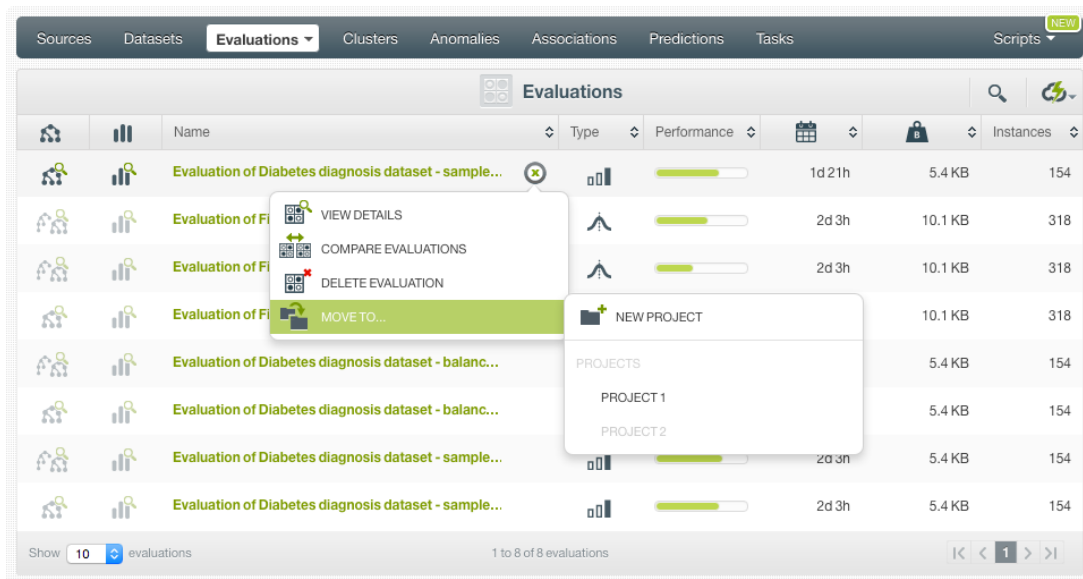 Sources Datasets Evaluations Clusters Anomalies Associations Predictions Tasks Scripts NEW
Evaluations
Name Type Performance B Instances
Evaluation of Diabetes diagnosis dataset - sample... 1d 21h 5.4 KB 154
VIEW DETAILS
Evaluation of Fi 2d 3h 10.1 KB 318
COMPARE EVALUATIONS
Evaluation of Fi 2d 3h 10.1 KB 318
DELETE EVALUATION
Evaluation of Fi MOVE TO... NEW PROJECT 10.1 KB 318
Evaluation of Diabetes diagnosis dataset - balanc... PROJECTS 5.4 KB 154
PROJECT 1
Evaluation of Diabetes diagnosis dataset - balanc... 5.4 KB 154
PROJECT 2
Evaluation of Diabetes diagnosis dataset - sample... 2d 3h 5.4 KB 154
Evaluation of Diabetes diagnosis dataset - sample... 2d 3h 5.4 KB 154
Show 10 evaluations 1 to 8 of 8 evaluations 1